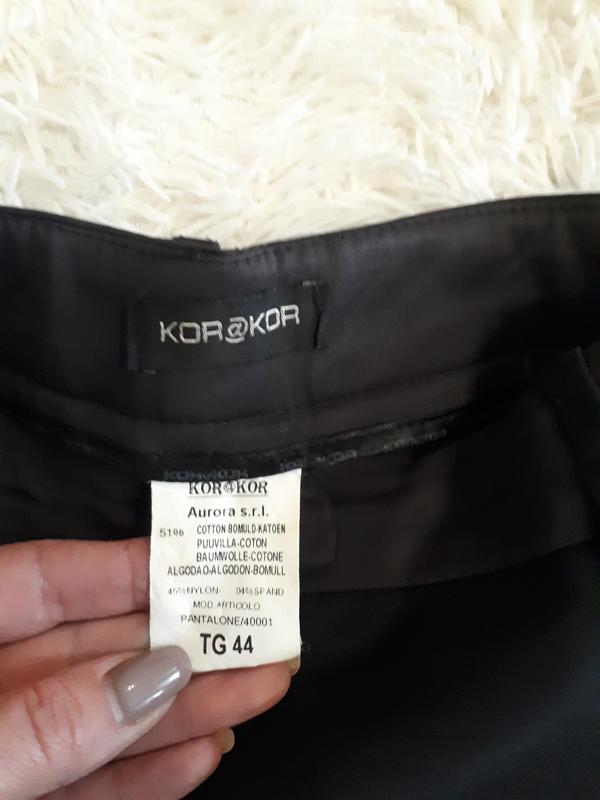 KOR@KOR
KOR@KOR
Aurora s.r.l.
51% COTTON-BOMULD-KATOEN
PUUVILLA-COTON
BAUMWOLLE-COTONE
ALGODAO-ALGODON-BOMULL
45%NYLON- 04%SPAND
MOD.ARTICOLO
PANTALONE/40001
TG 44